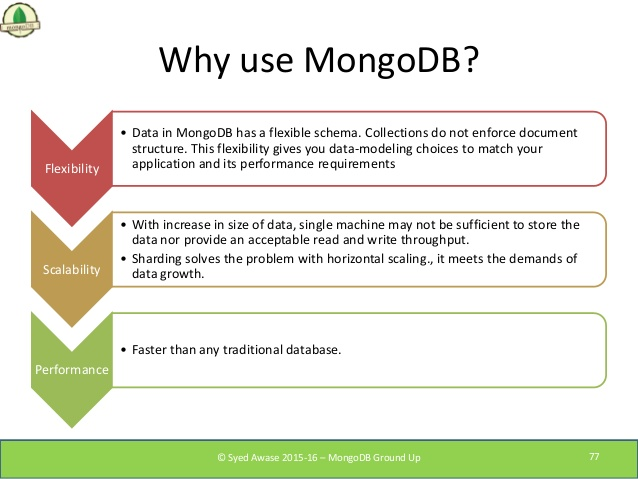 Why use MongoDB?
Flexibility
• Data in MongoDB has a flexible schema. Collections do not enforce document
structure. This flexibility gives you data-modeling choices to match your
application and its performance requirements
Scalability
• With increase in size of data, single machine may not be sufficient to store the
data nor provide an acceptable read and write throughput.
• Sharding solves the problem with horizontal scaling., it meets the demands of
data growth.
Performance
• Faster than any traditional database.
© Syed Awase 2015-16 – MongoDB Ground Up
77